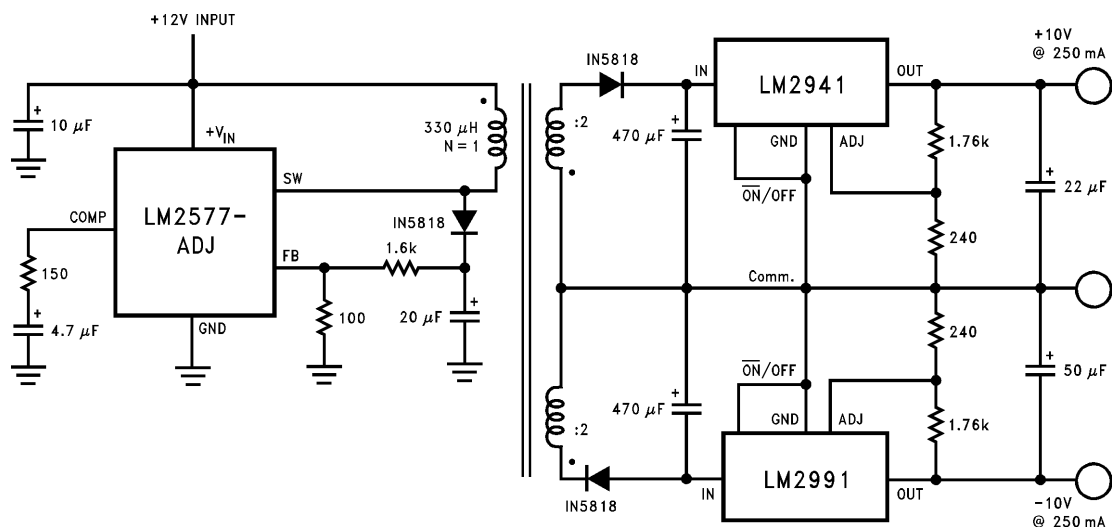 +12V INPUT
10 μF
+
+VIN
330 μH
N = 1
SW
LM2577-
ADJ
COMP
150
+
4.7 μF
GND
FB
IN5818
1.6k
100
20 μF
+
IN5818
:2
470 μF
+
IN
LM2941
OUT
GND
ADJ
ON/OFF
1.76k
240
+
22 μF
+10V
@ 250 mA
Comm.
:2
470 μF
+
ON/OFF
GND
ADJ
240
1.76k
+
50 μF
IN5818
IN
LM2991
OUT
−10V
@ 250 mA